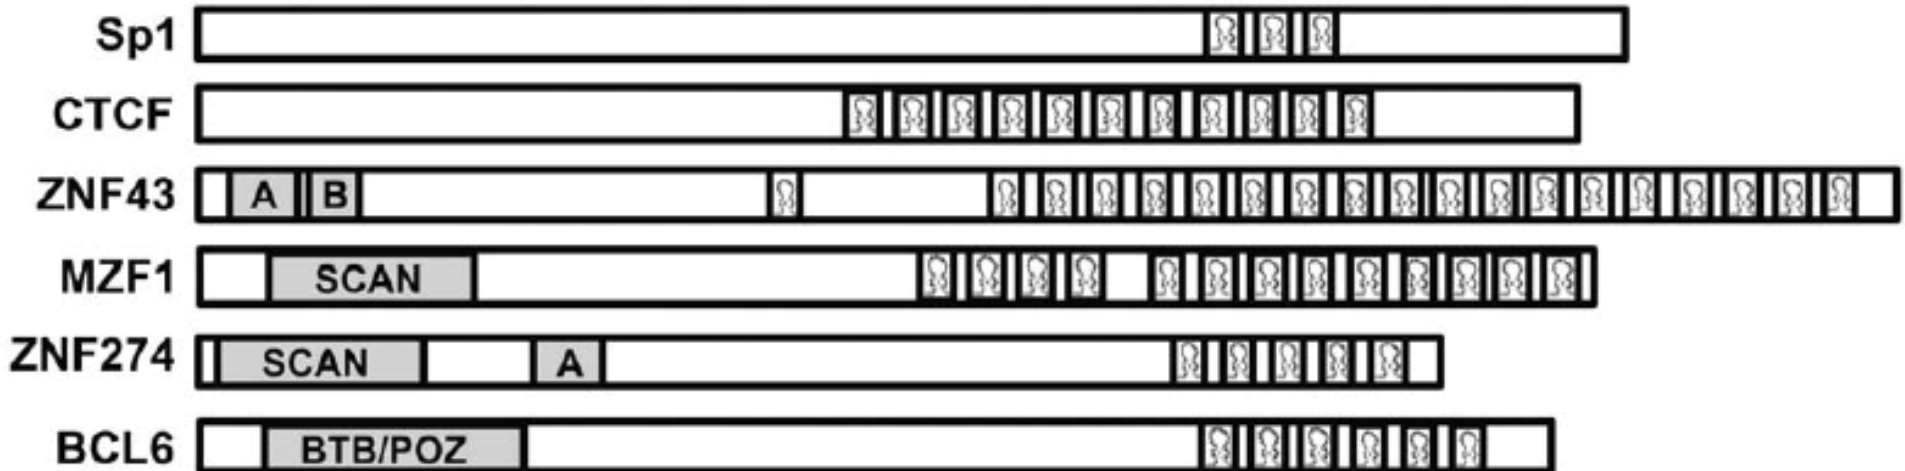 Sp1
CTCF
ZNF43 A B
MZF1 SCAN
ZNF274 SCAN A
BCL6 BTB/POZ